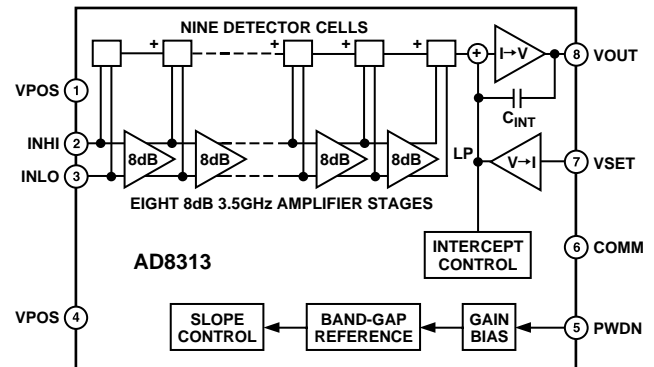 NINE DETECTOR CELLS
+ + + + +
I→V
8 VOUT
VPOS 1
CINT
INHI 2
8dB 8dB 8dB 8dB
LP
V→I
7 VSET
INLO 3
EIGHT 8dB 3.5GHz AMPLIFIER STAGES
INTERCEPT
CONTROL
6 COMM
AD8313
VPOS 4
SLOPE
CONTROL
BAND-GAP
REFERENCE
GAIN
BIAS
5 PWDN